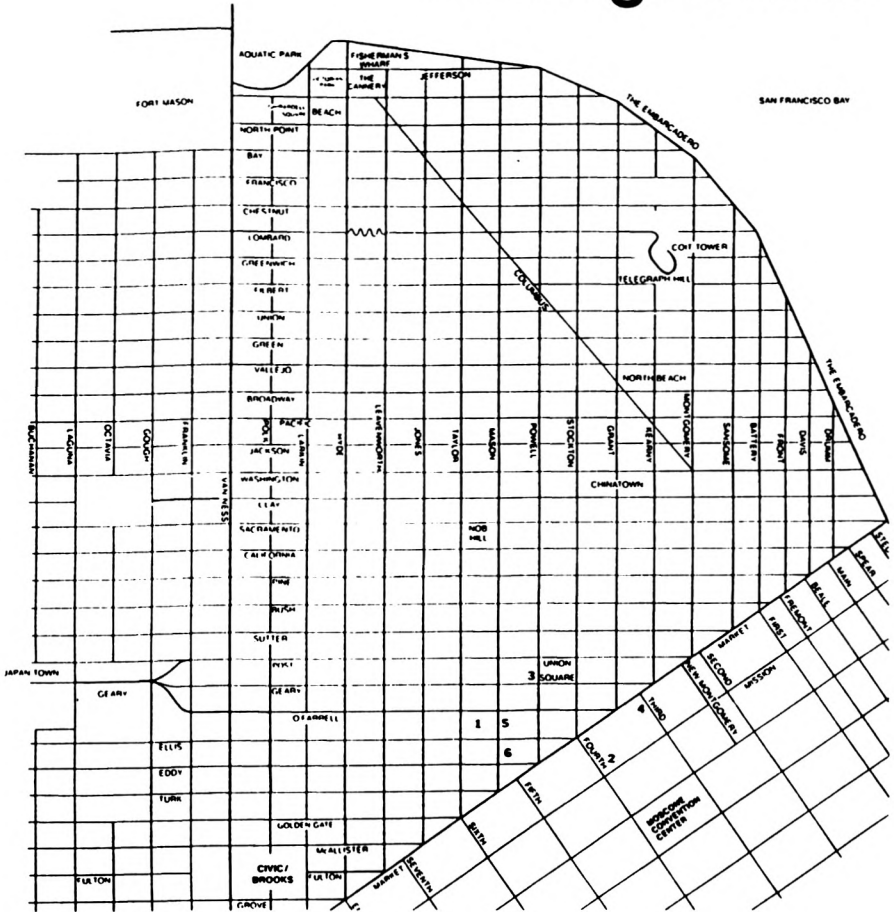 AQUATIC PARK
FISHERMANS
WHARF
THE
CANNERY
JEFFERSON
FORT MASON
SQUARE
BEACH
THE EMBARCADERO
SAN FRANCISCO BAY
NORTH POINT
BAY
FRANCISCO
CHESTNUT
LOMBARD
COIT TOWER
GREENWICH
TELEGRAPH HILL
COLUMBUS
FILBERT
UNION
GREEN
VALLEJO
NORTH BEACH
THE EMBARCADERO
BROADWAY
BUCHANAN
LAGUNA
OCTAVIA
GOUGH
FRANKLIN
VAN NESS
POLK
PACIFIC
LARKIN
HYDE
LEAVENWORTH
JONES
TAYLOR
MASON
POWELL
STOCKTON
GRANT
KEARNY
MONTGOMERY
SANSOME
BATTERY
FRONT
DAVIS
DRUMM
JACKSON
WASHINGTON
CHINATOWN
CLAY
SACRAMENTO
NOB
HILL
CALIFORNIA
PINE
BUSH
SUTTER
POST
JAPAN TOWN
GEARY
GEARY
UNION
3 SQUARE
O'FARRELL
1
5
6
2
4
ELLIS
EDDY
TURK
GOLDEN GATE
McALLISTER
CIVIC/
BROOKS
FULTON
FULTON
GROVE
MARKET
SEVENTH
SIXTH
FIFTH
FOURTH
THIRD
NEW MONTGOMERY
SECOND
MARKET
MISSION
FIRST
FREMONT
BEALE
MAIN
SPEAR
MOSCONE
CONVENTION
CENTER